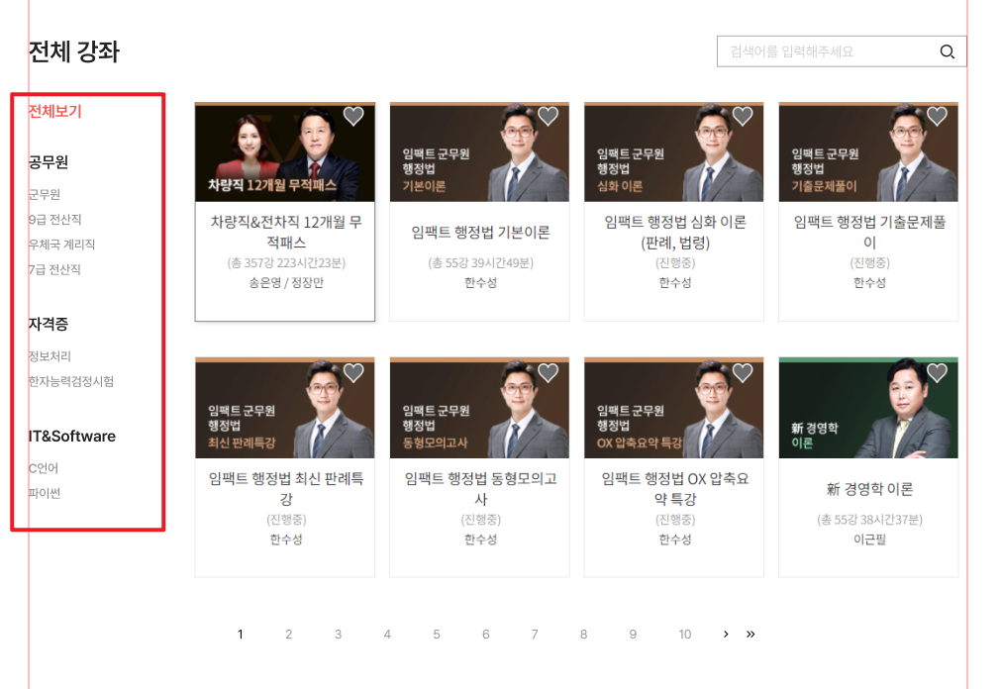 전체 강좌
검색어를 입력해주세요
전체보기
공무원
군무원
9급 전산직
우체국 계리직
7급 전산직
자격증
정보처리
한자능력검정시험
IT&Software
C언어
파이썬
차량직 12개월 무적패스
차량직&전차직 12개월 무
적패스
(총 357강 223시간23분)
송은영 / 정장만
임팩트 군무원
행정법
기본이론
임팩트 행정법 기본이론
(총 55강 39시간49분)
한수성
임팩트 군무원
행정법
심화 이론
임팩트 행정법 심화 이론
(판례, 법령)
(진행중)
한수성
임팩트 군무원
행정법
기출문제풀이
임팩트 행정법 기출문제풀
이
(진행중)
한수성
임팩트 군무원
행정법
최신 판례특강
임팩트 행정법 최신 판례특
강
(진행중)
한수성
임팩트 군무원
행정법
동형모의고사
임팩트 행정법 동형모의고
사
(진행중)
한수성
임팩트 군무원
행정법
OX 압축요약 특강
임팩트 행정법 OX 압축요
약 특강
(진행중)
한수성
新 경영학
이론
新 경영학 이론
(총 55강 38시간37분)
이근필
1 2 3 4 5 6 7 8 9 10 › »